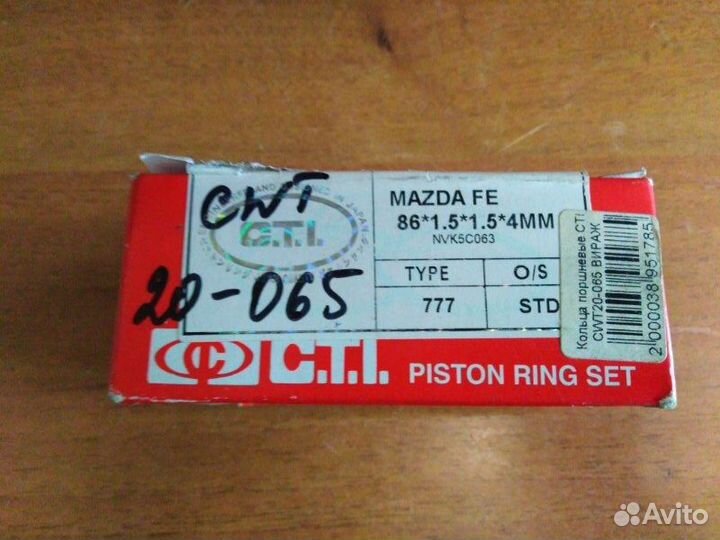 CWT
20-065
C.T.I.
MAZDA FE
86*1.5*1.5*4MM
NVK5C063
TYPE O/S
777 STD
Кольца поршневые CTI
CWT20-065 ВИРАЖ
2000038951785
C.T.I. PISTON RING SET
Avito